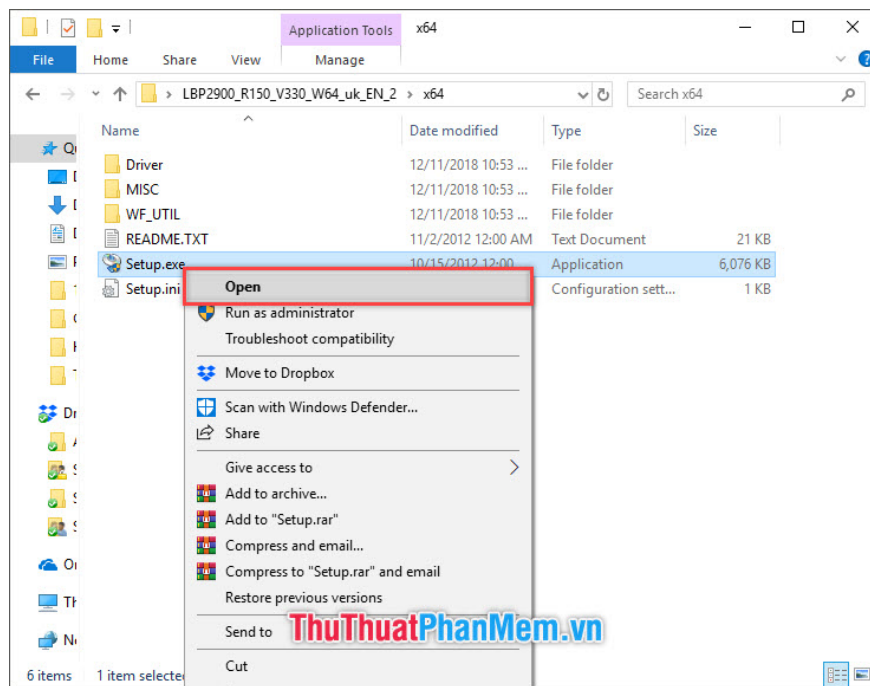 Application Tools x64
File Home Share View Manage
LBP2900_R150_V330_W64_uk_EN_2 > x64 Search x64
Name Date modified Type Size
Driver 12/11/2018 10:53 ... File folder
MISC 12/11/2018 10:53 ... File folder
WF_UTIL 12/11/2018 10:53 ... File folder
README.TXT 11/2/2012 12:00 AM Text Document 21 KB
Setup.exe 10/15/2012 12:00 Application 6,076 KB
Setup.ini Configuration sett... 1 KB
Open
Run as administrator
Troubleshoot compatibility
Move to Dropbox
Scan with Windows Defender...
Share
Give access to
Add to archive...
Add to "Setup.rar"
Compress and email...
Compress to "Setup.rar" and email
Restore previous versions
Send to
ThuThuatPhanMem.vn
Cut
6 items 1 item selected